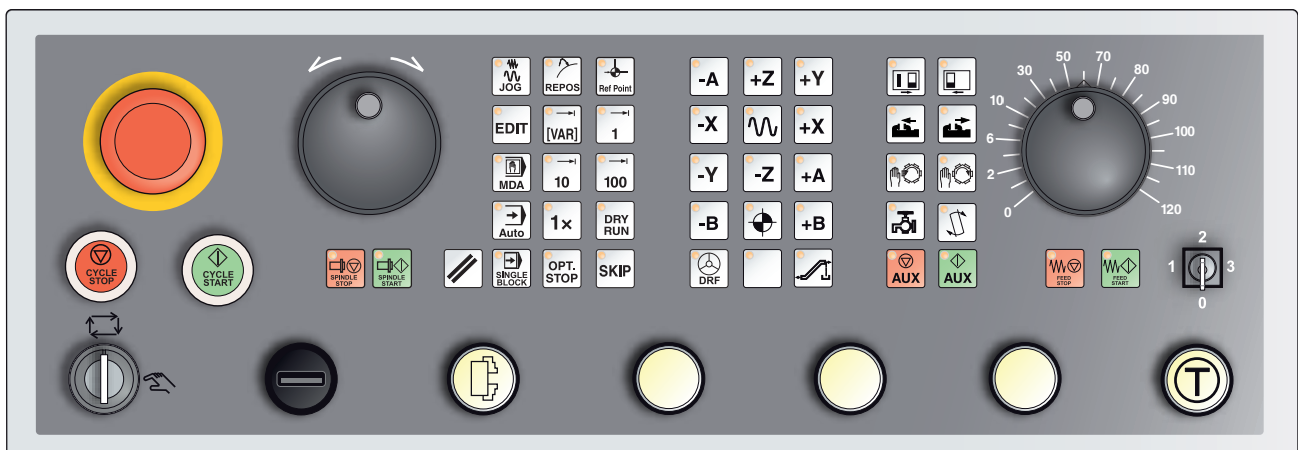 JOG
REPOS
Ref Point
EDIT
[VAR]
1
MDA
10
100
Auto
1x
DRY
RUN
SINGLE
BLOCK
OPT.
STOP
SKIP
-A
+Z
+Y
-X
+X
-Y
-Z
+A
-B
+B
DRF
AUX
AUX
0
2
6
10
30
50
70
80
90
100
110
120
CYCLE
STOP
CYCLE
START
SPINDLE
STOP
SPINDLE
START
FEED
STOP
FEED
START
2
1
3
0
T